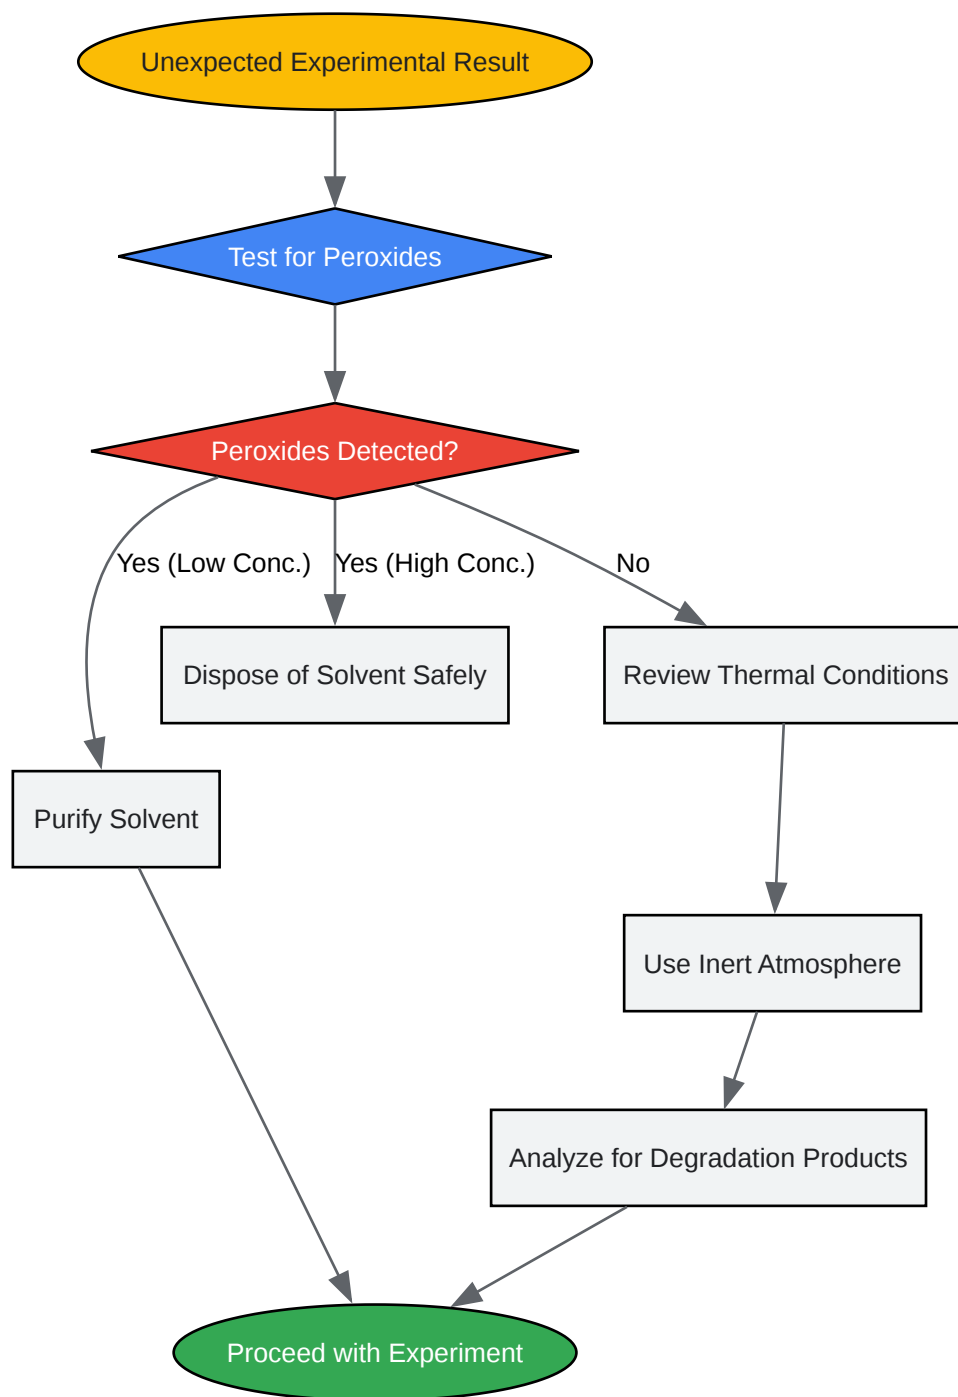 Unexpected Experimental Result
Test for Peroxides
Peroxides Detected?
Yes (Low Conc.)
Yes (High Conc.)
No
Dispose of Solvent Safely
Review Thermal Conditions
Purify Solvent
Use Inert Atmosphere
Analyze for Degradation Products
Proceed with Experiment